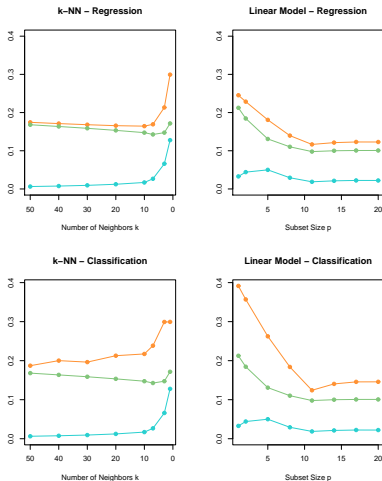 k−NN − Regression
Linear Model − Regression
0.0 0.1 0.2 0.3 0.4
50 40 30 20 10 0
Number of Neighbors k
0.0 0.1 0.2 0.3 0.4
5 10 15 20
Subset Size p
k−NN − Classification
Linear Model − Classification
0.0 0.1 0.2 0.3 0.4
50 40 30 20 10 0
Number of Neighbors k
0.0 0.1 0.2 0.3 0.4
5 10 15 20
Subset Size p